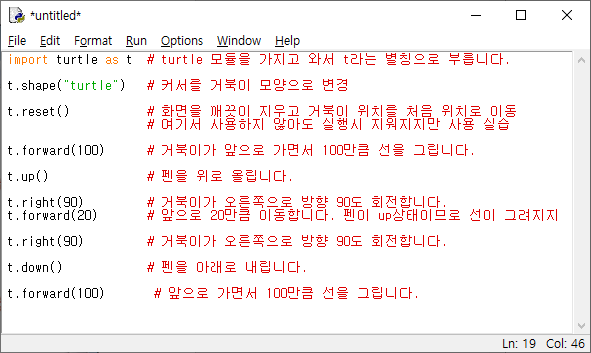 *untitled*
File Edit Format Run Options Window Help
import turtle as t # turtle 모듈을 가지고 와서 t라는 별칭으로 부릅니다.
t.shape("turtle") # 커서를 거북이 모양으로 변경
t.reset() # 화면을 깨끗이 지우고 거북이 위치를 처음 위치로 이동
# 여기서 사용하지 않아도 실행시 지워지지만 사용 실습
t.forward(100) # 거북이가 앞으로 가면서 100만큼 선을 그립니다.
t.up() # 펜을 위로 올립니다.
t.right(90) # 거북이가 오른쪽으로 방향 90도 회전합니다.
t.forward(20) # 앞으로 20만큼 이동합니다. 펜이 up상태이므로 선이 그려지지
t.right(90) # 거북이가 오른쪽으로 방향 90도 회전합니다.
t.down() # 펜을 아래로 내립니다.
t.forward(100) # 앞으로 가면서 100만큼 선을 그립니다.
Ln: 19 Col: 46